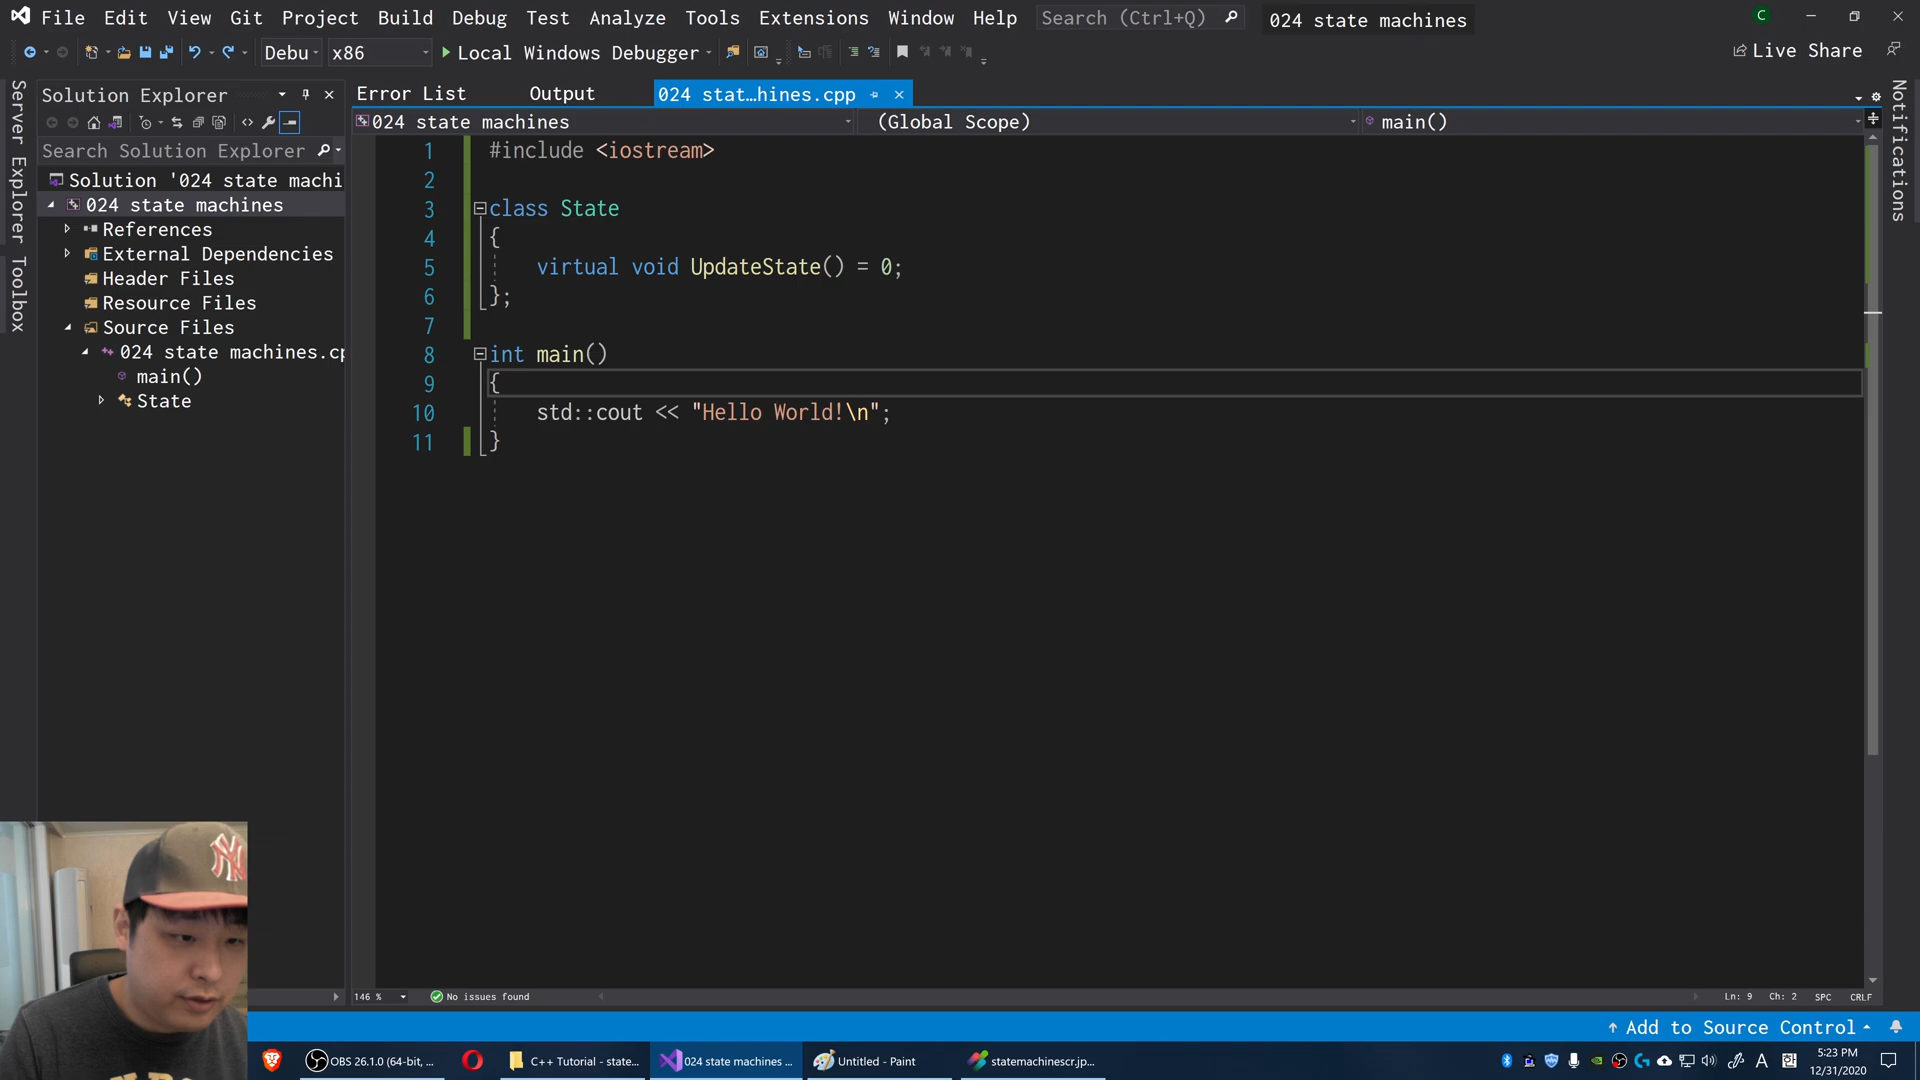 File Edit View Git Project Build Debug Test Analyze Tools Extensions Window Help Search (Ctrl+Q) 024 state machines C
Debu x86 Local Windows Debugger Live Share
Server Explorer
Toolbox
Notifications
Solution Explorer
Search Solution Explorer
Solution '024 state machi
024 state machines
References
External Dependencies
Header Files
Resource Files
Source Files
024 state machines.cp
main()
State
Error List Output 024 stat…hines.cpp
024 state machines (Global Scope) main()
1 #include <iostream>
2
3 class State
4 {
5 virtual void UpdateState() = 0;
6 };
7
8 int main()
9 {
10 std::cout << "Hello World!\n";
11 }
146 % No issues found Ln: 9 Ch: 2 SPC CRLF
Add to Source Control
OBS 26.1.0 (64-bit, ... C++ Tutorial - state... 024 state machines ... Untitled - Paint statemachinescr.jp... A 한 5:23 PM
12/31/2020